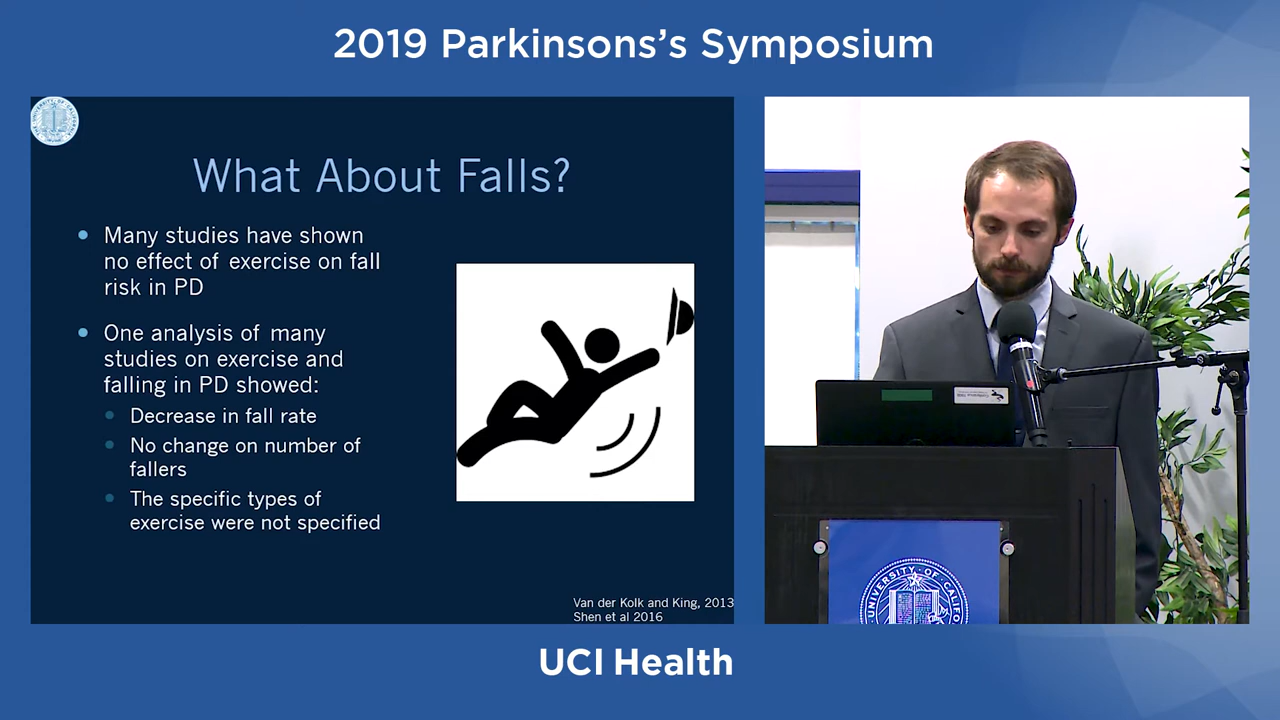 2019 Parkinsons's Symposium
What About Falls?
Many studies have shown
no effect of exercise on fall
risk in PD
One analysis of many
studies on exercise and
falling in PD showed:
Decrease in fall rate
No change on number of
fallers
The specific types of
exercise were not specified
Van der Kolk and King, 2013
Shen et al 2016
UNIVERSITY · OF · CALIFO
UCI Health